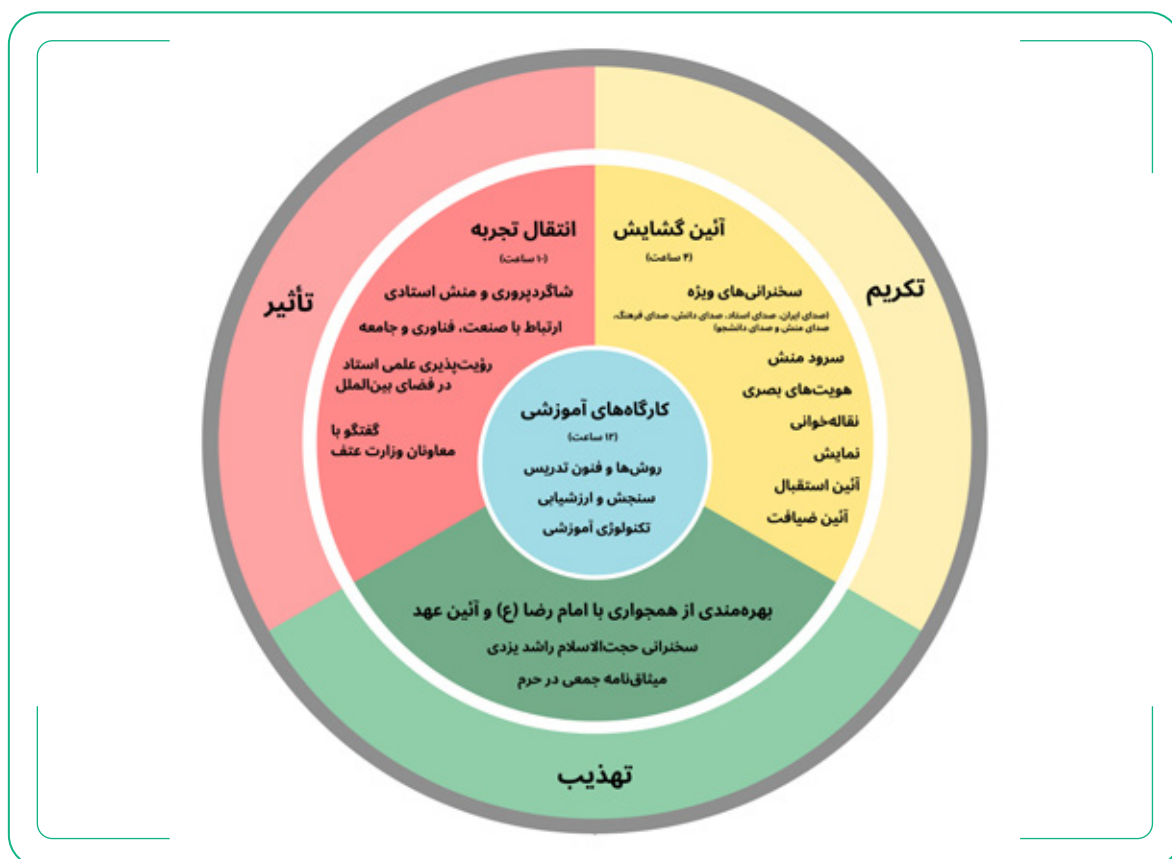 تکریم
آئین گشایش
(۴ ساعت)
سخنرانی‌های ویژه
(صدای ایران، صدای استاد، صدای دانش، صدای فرهنگ،
صدای منش و صدای دانشجو)
سرود منش
هویت‌های بصری
نقاله‌خوانی
نمایش
آئین استقبال
آئین ضیافت
تأثیر
انتقال تجربه
(۱۰ ساعت)
شاگردپروری و منش استادی
ارتباط با صنعت، فناوری و جامعه
رؤیت‌پذیری علمی استاد
در فضای بین‌الملل
گفتگو با
معاونان وزارت عتف
کارگاه‌های آموزشی
(۱۲ ساعت)
روش‌ها و فنون تدریس
سنجش و ارزشیابی
تکنولوژی آموزشی
بهره‌مندی از همجواری با امام رضا (ع) و آئین عهد
سخنرانی حجت‌الاسلام راشد یزدی
میثاق‌نامه جمعی در حرم
تهذیب